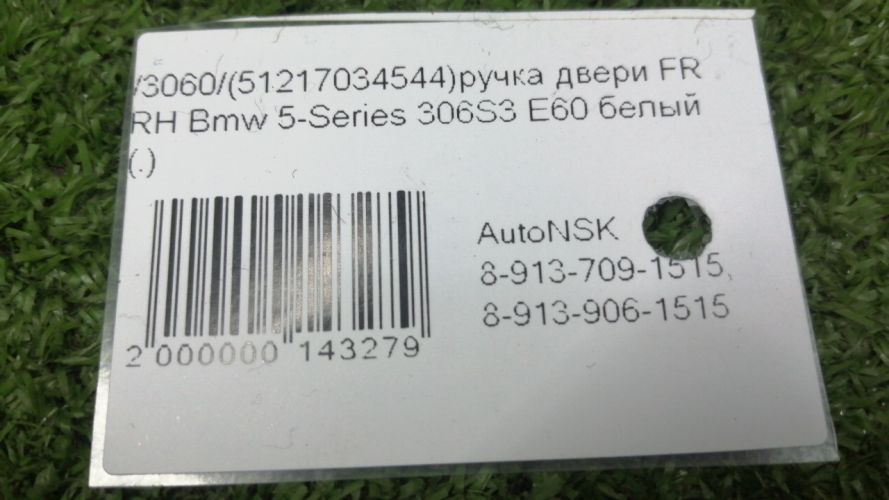 /3060/(51217034544)ручка двери FR
RH Bmw 5-Series 306S3 E60 белый
(.)
AutoNSK
8-913-709-1515,
8-913-906-1515
2 000000 143279